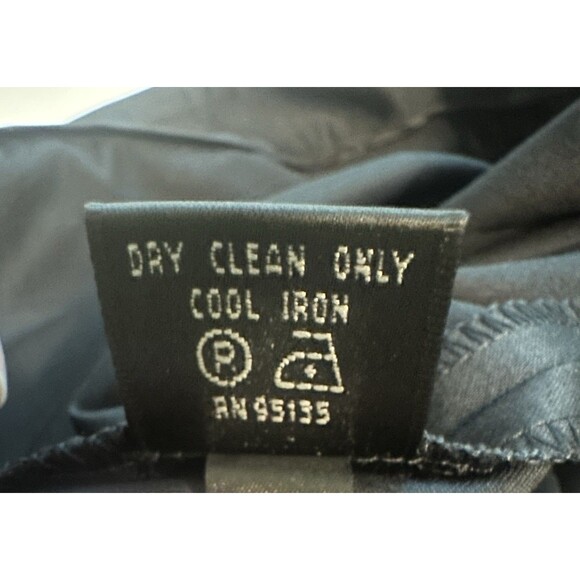 DRY CLEAN ONLY
COOL IRON
P
RN 95135